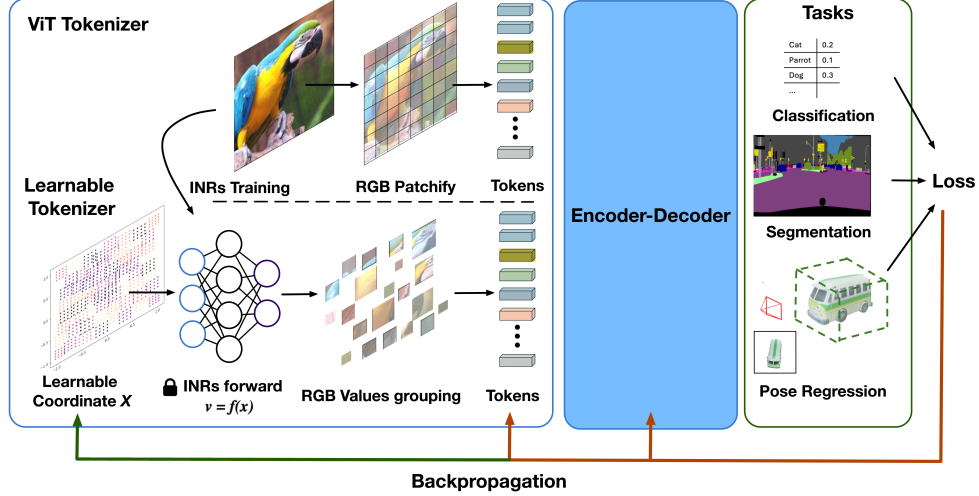 ViT Tokenizer
INRs Training
RGB Patchify
Tokens
Learnable
Tokenizer
Learnable
Coordinate X
INRs forward
v = f(x)
RGB Values grouping
Tokens
Encoder-Decoder
Tasks
Cat 0.2
Parrot 0.1
Dog 0.3
...
Classification
Segmentation
Pose Regression
Loss
Backpropagation